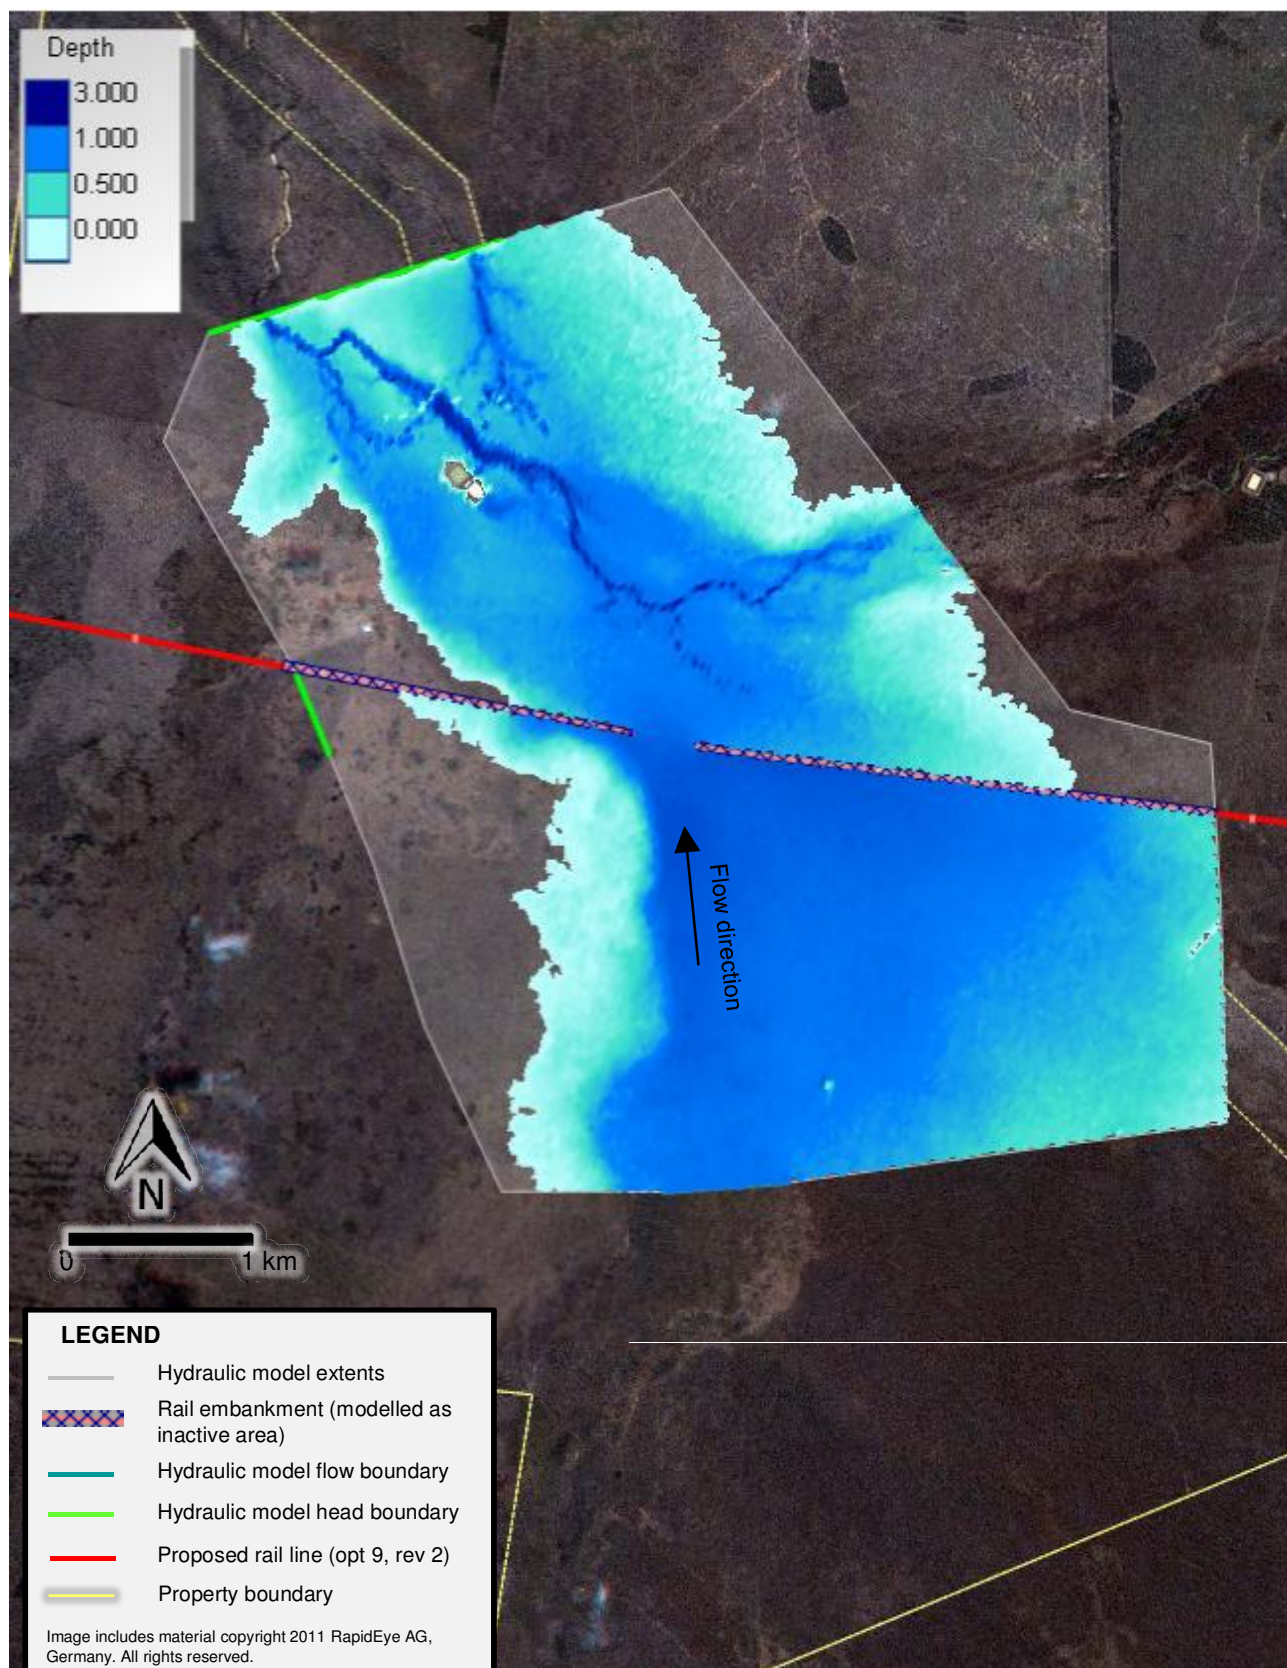 Depth
3.000
1.000
0.500
0.000
Flow direction
N
0
1 km
LEGEND
Hydraulic model extents
Rail embankment (modelled as
inactive area)
Hydraulic model flow boundary
Hydraulic model head boundary
Proposed rail line (opt 9, rev 2)
Property boundary
Image includes material copyright 2011 RapidEye AG,
Germany. All rights reserved.